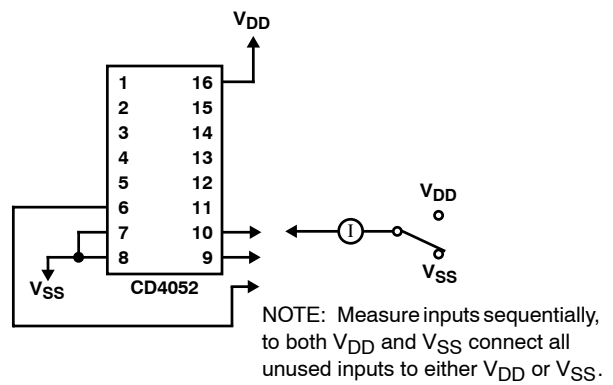 VDD
1 16
2 15
3 14
4 13
5 12
6 11
7 10
8 9
VSS
CD4052
I
VDD
VSS
NOTE: Measure inputs sequentially,
to both VDD and VSS connect all
unused inputs to either VDD or VSS.